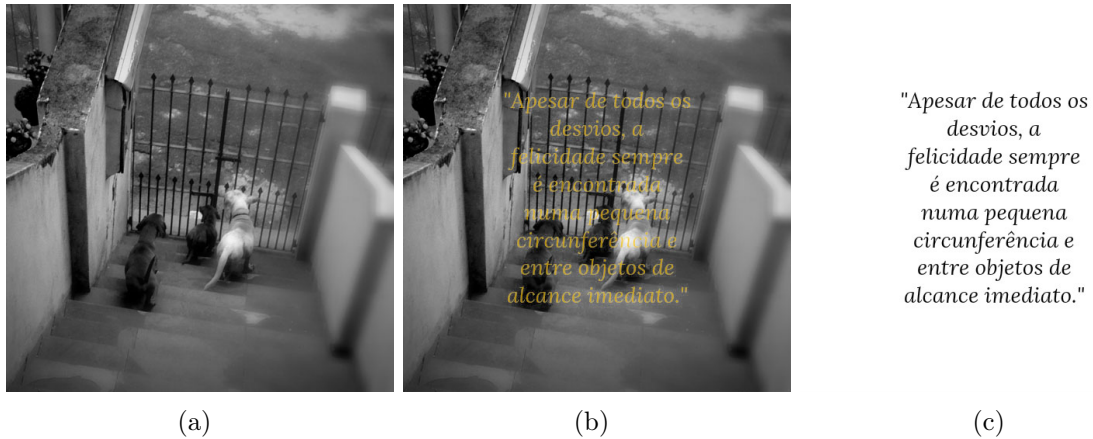 "Apesar de todos os
desvios, a
felicidade sempre
é encontrada
numa pequena
circunferência e
entre objetos de
alcance imediato."
"Apesar de todos os
desvios, a
felicidade sempre
é encontrada
numa pequena
circunferência e
entre objetos de
alcance imediato."
(a)
(b)
(c)